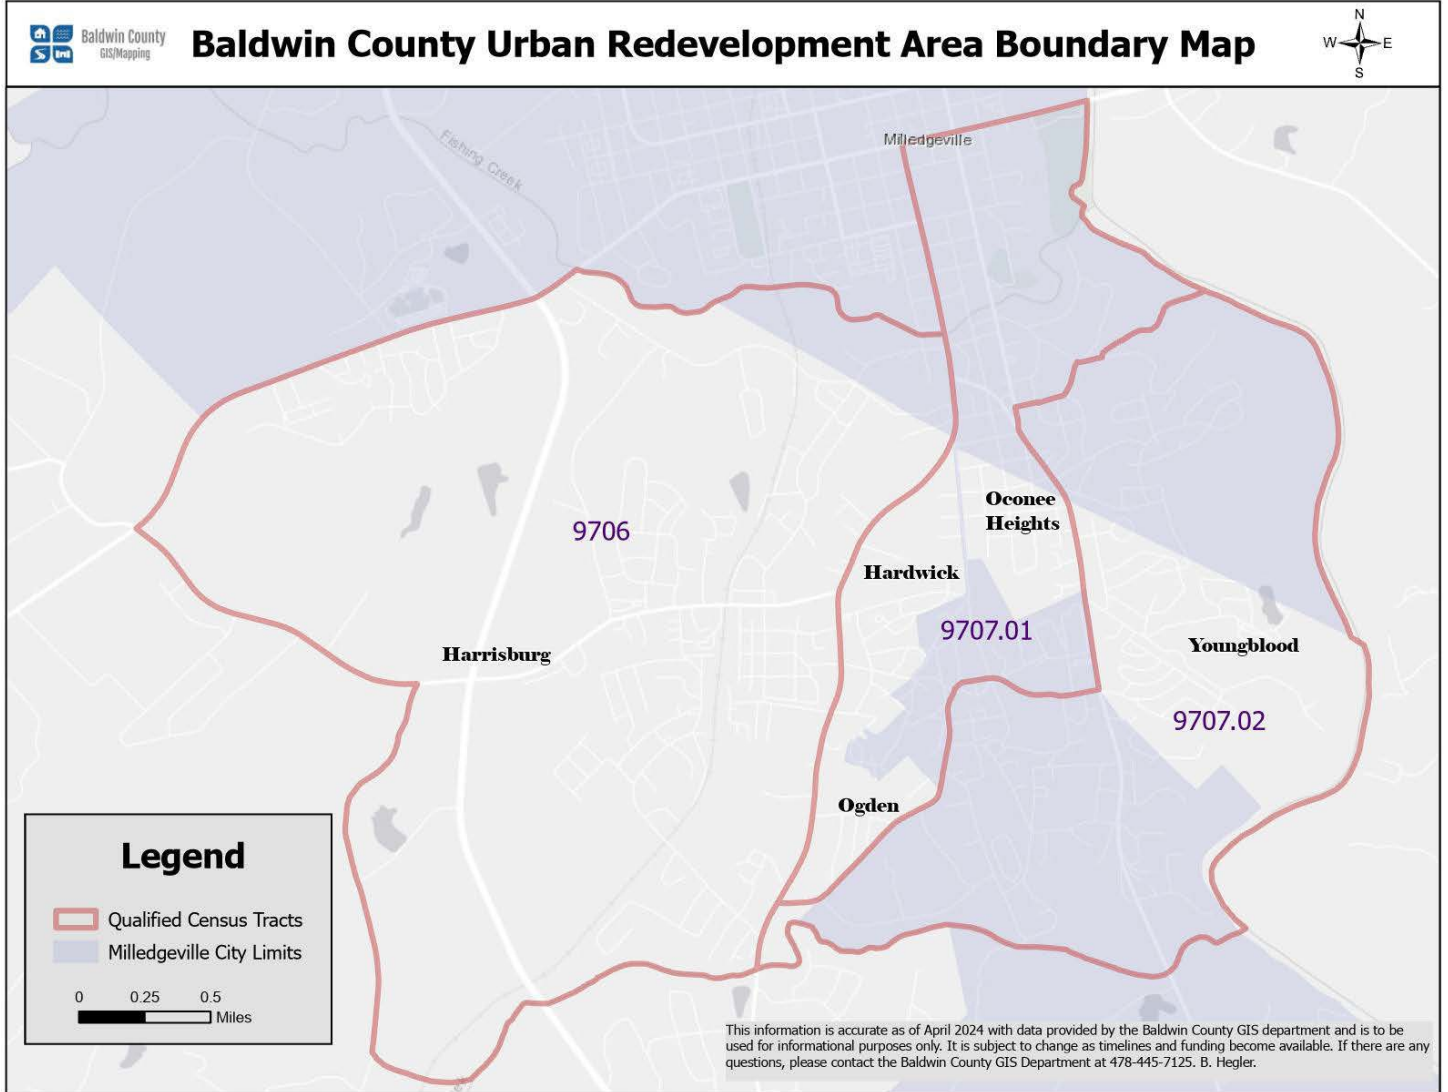 Baldwin County
GIS/Mapping
Baldwin County Urban Redevelopment Area Boundary Map
N
W E
S
Milledgeville
Fishing Creek
Oconee
Heights
9706
Hardwick
9707.01
Harrisburg
Youngblood
9707.02
Ogden
Legend
Qualified Census Tracts
Milledgeville City Limits
0 0.25 0.5
Miles
This information is accurate as of April 2024 with data provided by the Baldwin County GIS department and is to be
used for informational purposes only. It is subject to change as timelines and funding become available. If there are any
questions, please contact the Baldwin County GIS Department at 478-445-7125. B. Hegler.